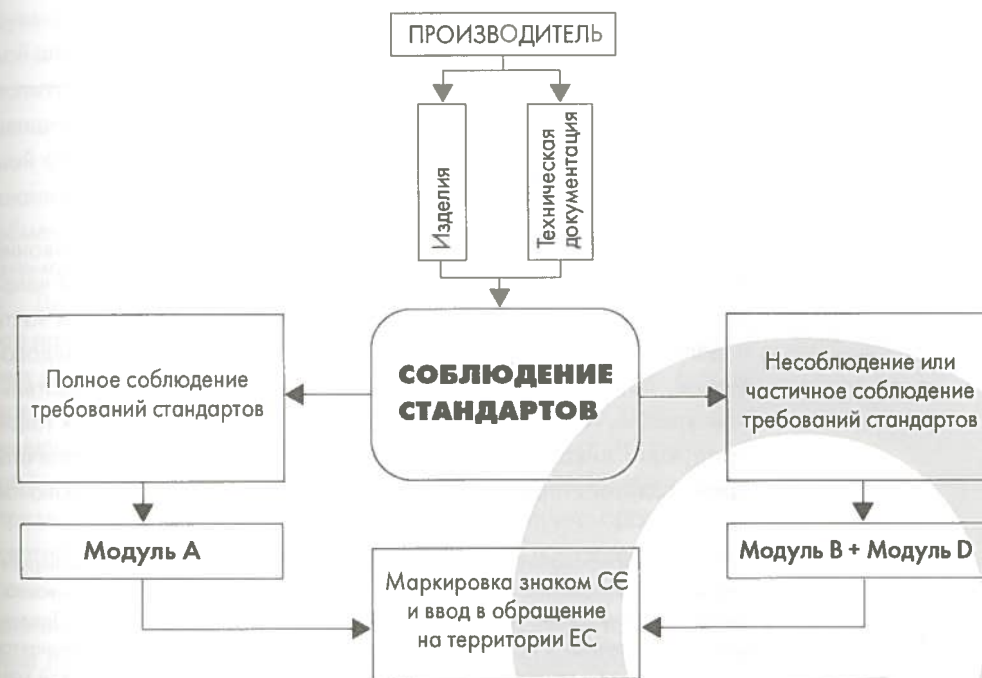 ПРОИЗВОДИТЕЛЬ
Изделия
Техническая
документация
СОБЛЮДЕНИЕ
СТАНДАРТОВ
Полное соблюдение
требований стандартов
Несоблюдение или
частичное соблюдение
требований стандартов
Модуль А
Модуль В + Модуль D
Маркировка знаком СЄ
и ввод в обращение
на территории ЕС